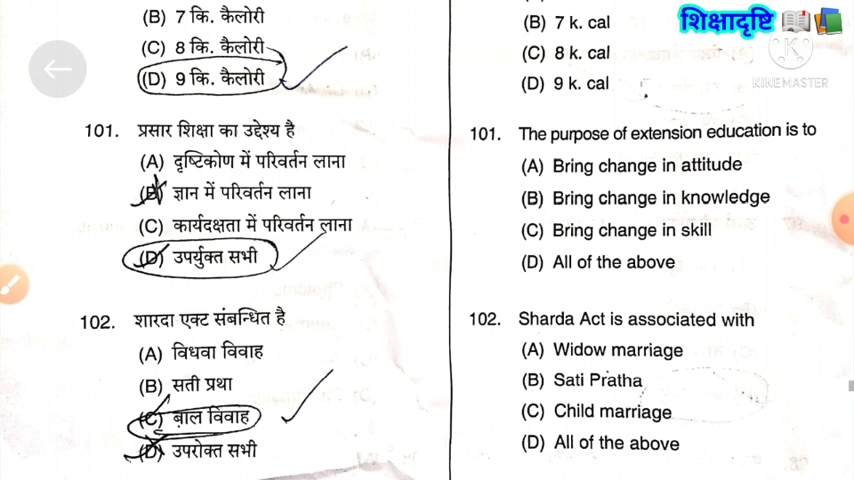 (B) 7 कि. कैलोरी
(C) 8 कि. कैलोरी
(D) 9 कि. कैलोरी
101. प्रसार शिक्षा का उद्देश्य है
(A) दृष्टिकोण में परिवर्तन लाना
(B) ज्ञान में परिवर्तन लाना
(C) कार्यदक्षता में परिवर्तन लाना
(D) उपर्युक्त सभी
102. शारदा एक्ट संबन्धित है
(A) विधवा विवाह
(B) सती प्रथा
(C) बाल विवाह
(D) उपरोक्त सभी
शिक्षादृष्टि
KINEMASTER
(B) 7 k. cal
(C) 8 k. cal
(D) 9 k. cal
101. The purpose of extension education is to
(A) Bring change in attitude
(B) Bring change in knowledge
(C) Bring change in skill
(D) All of the above
102. Sharda Act is associated with
(A) Widow marriage
(B) Sati Pratha
(C) Child marriage
(D) All of the above